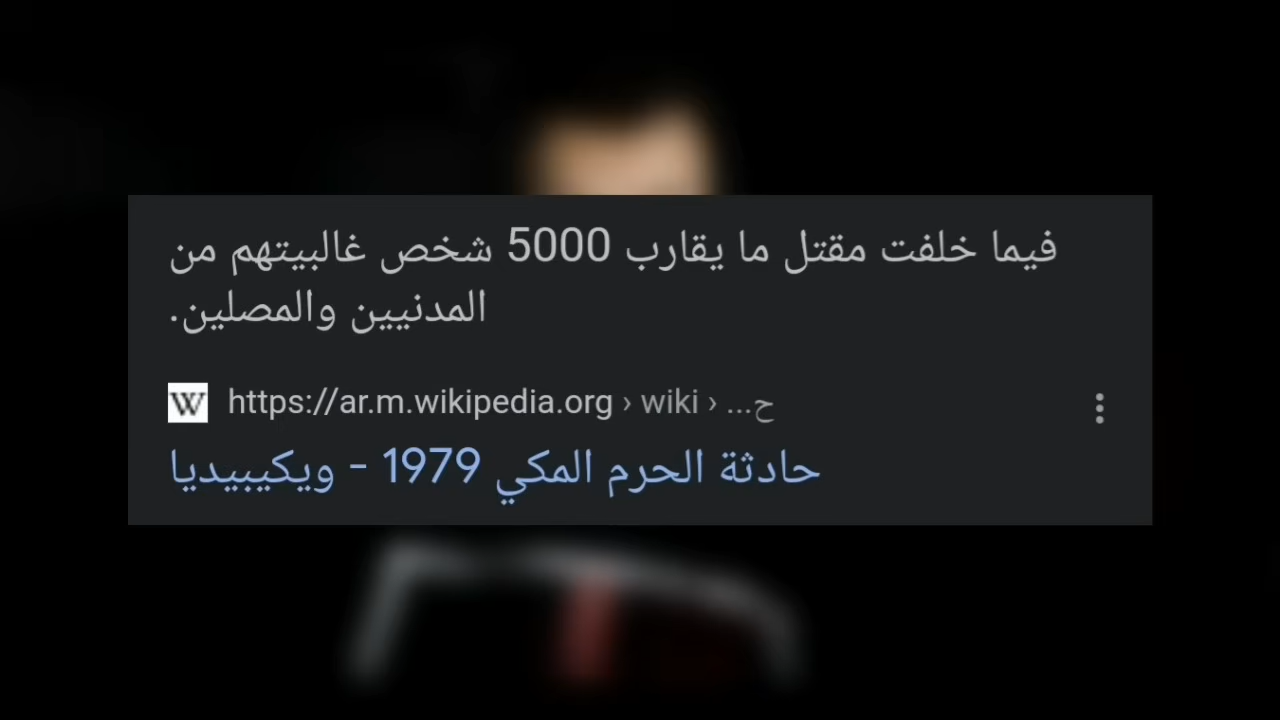 فيما خلفت مقتل ما يقارب 5000 شخص غالبيتهم من
المدنيين والمصلين.
W https://ar.m.wikipedia.org › wiki › ...ح
حادثة الحرم المكي 1979 - ويكيبيديا